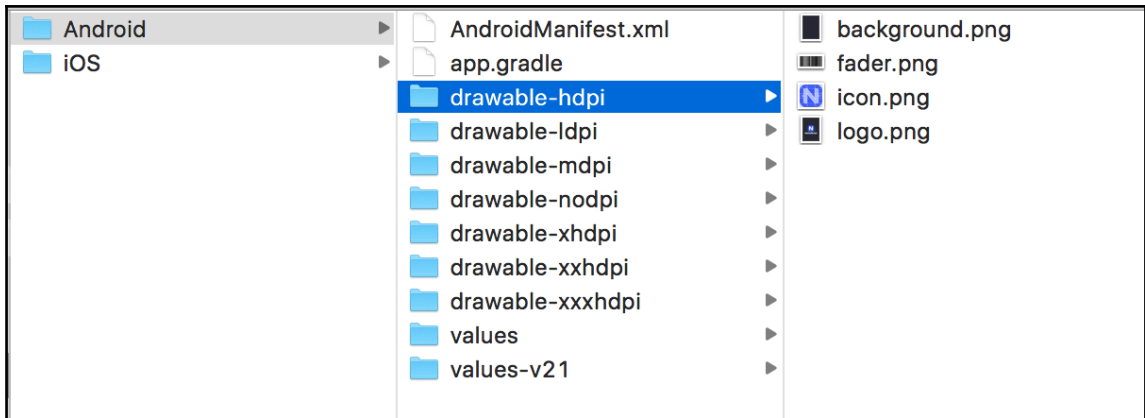 Android
iOS
AndroidManifest.xml
app.gradle
drawable-hdpi
drawable-ldpi
drawable-mdpi
drawable-nodpi
drawable-xhdpi
drawable-xxhdpi
drawable-xxxhdpi
values
values-v21
background.png
fader.png
icon.png
logo.png